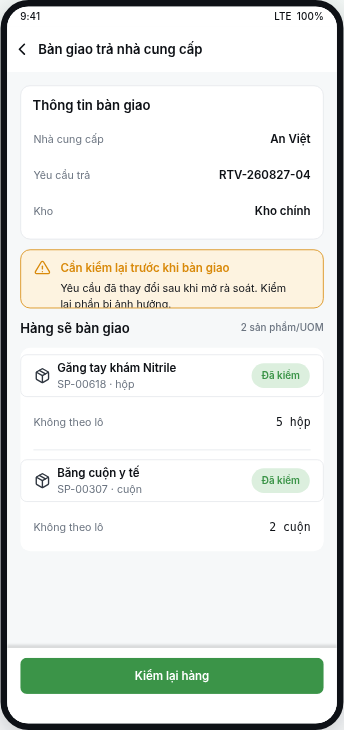 9:41
LTE 100%
Bàn giao trả nhà cung cấp
Thông tin bàn giao
Nhà cung cấp
An Việt
Yêu cầu trả
RTV-260827-04
Kho
Kho chính
Cần kiểm lại trước khi bàn giao
Yêu cầu đã thay đổi sau khi mở rà soát. Kiểm
lại phần bị ảnh hưởng.
Hàng sẽ bàn giao
2 sản phẩm/UOM
Găng tay khám Nitrile
SP-00618 · hộp
Đã kiểm
Không theo lô
5 hộp
Băng cuộn y tế
SP-00307 · cuộn
Đã kiểm
Không theo lô
2 cuộn
Kiểm lại hàng